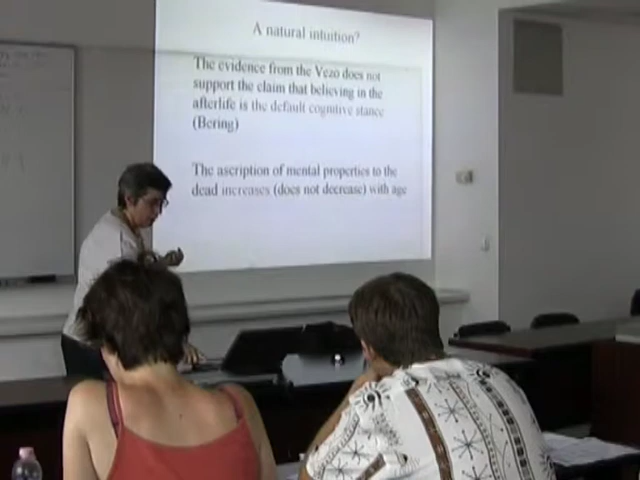 A natural intuition?
The evidence from the Vezo does not
support the claim that believing in the
afterlife is the default cognitive stance
(Bering)
The ascription of mental properties to the
dead increases (does not decrease) with age